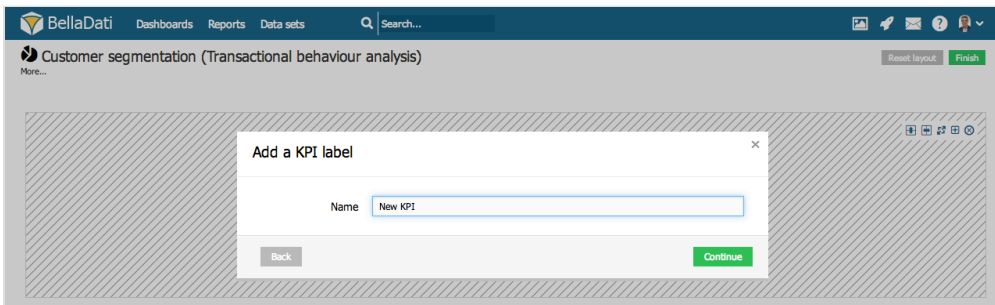 BellaDati Dashboards Reports Data sets Search...
Customer segmentation (Transactional behaviour analysis) Reset layout Finish
More...
Add a KPI label
Name New KPI
Back Continue